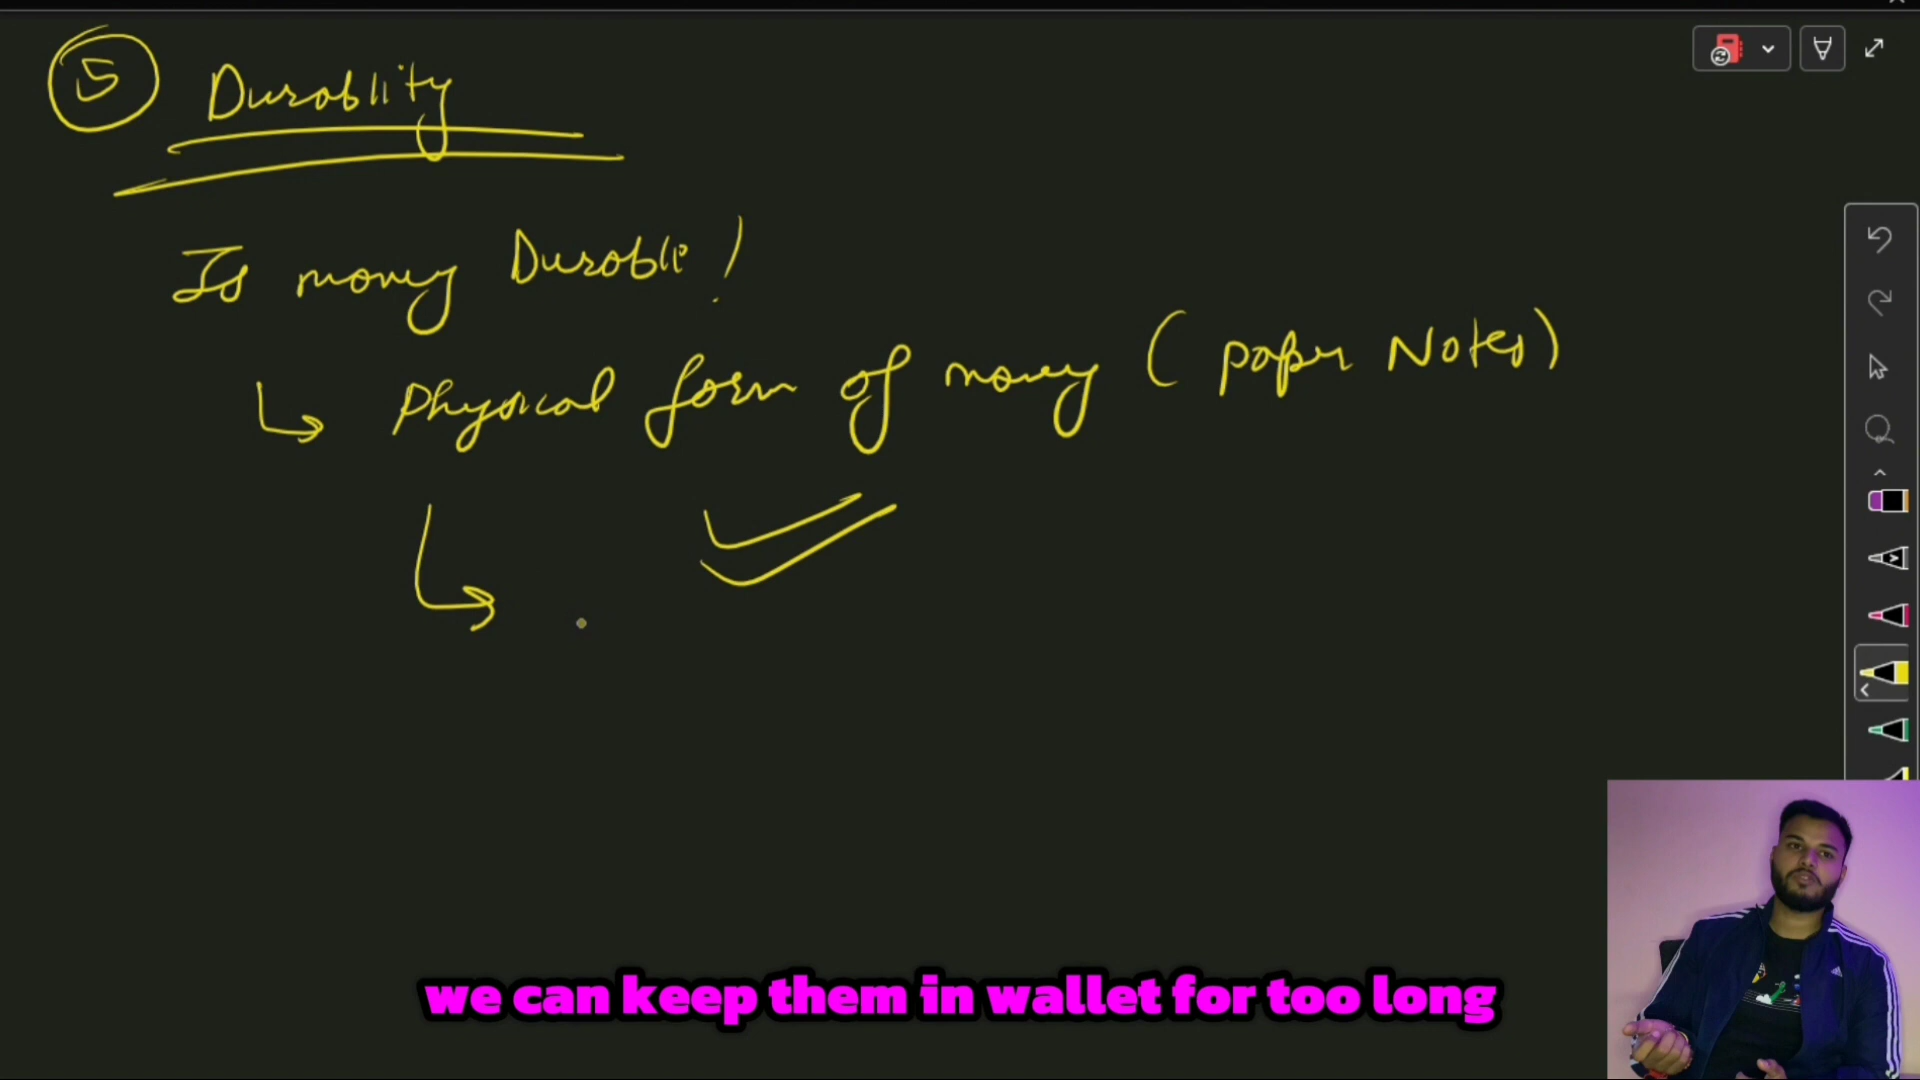 5 Durablity
Is money Durable!
Physical form of money (paper Notes)
we can keep them in wallet for too long